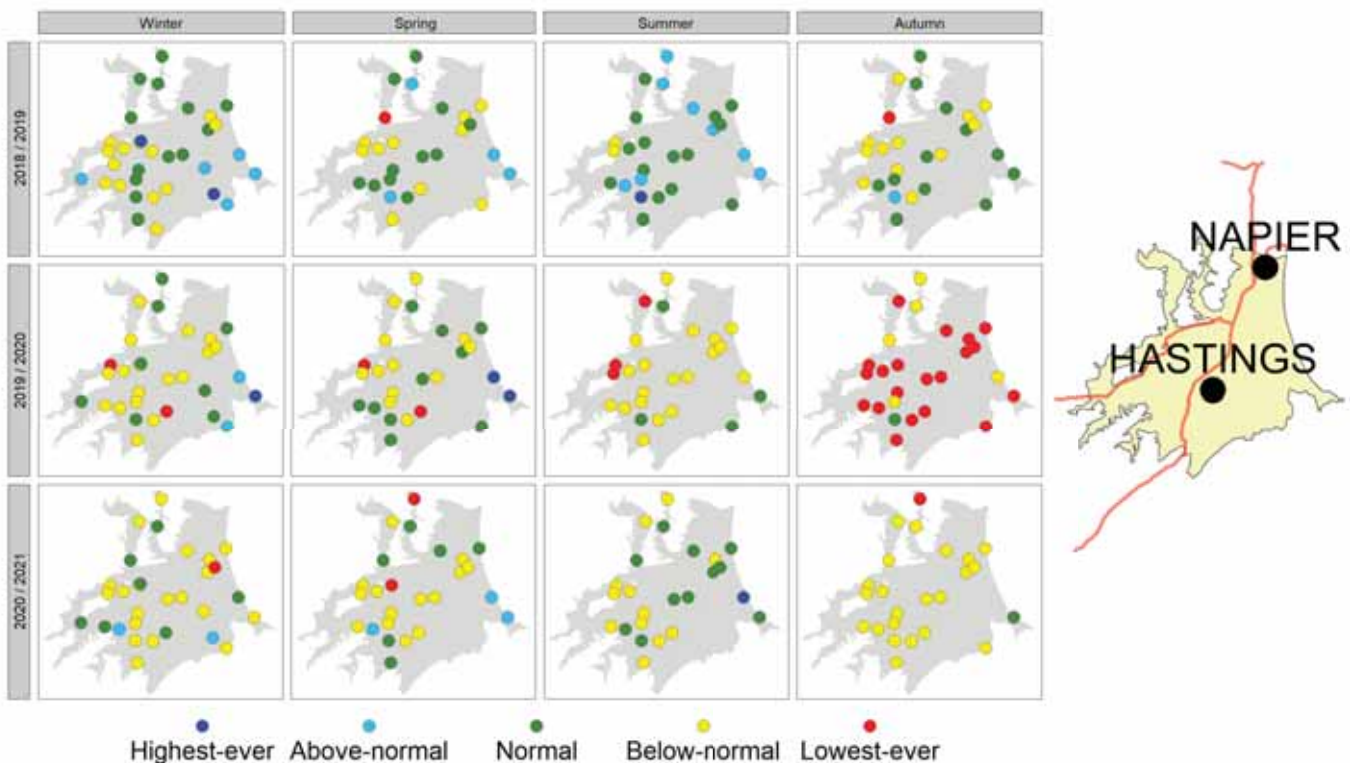 Winter Spring Summer Autumn
2018 / 2019
2019 / 2020
2020 / 2021
NAPIER
HASTINGS
Highest-ever Above-normal Normal Below-normal Lowest-ever